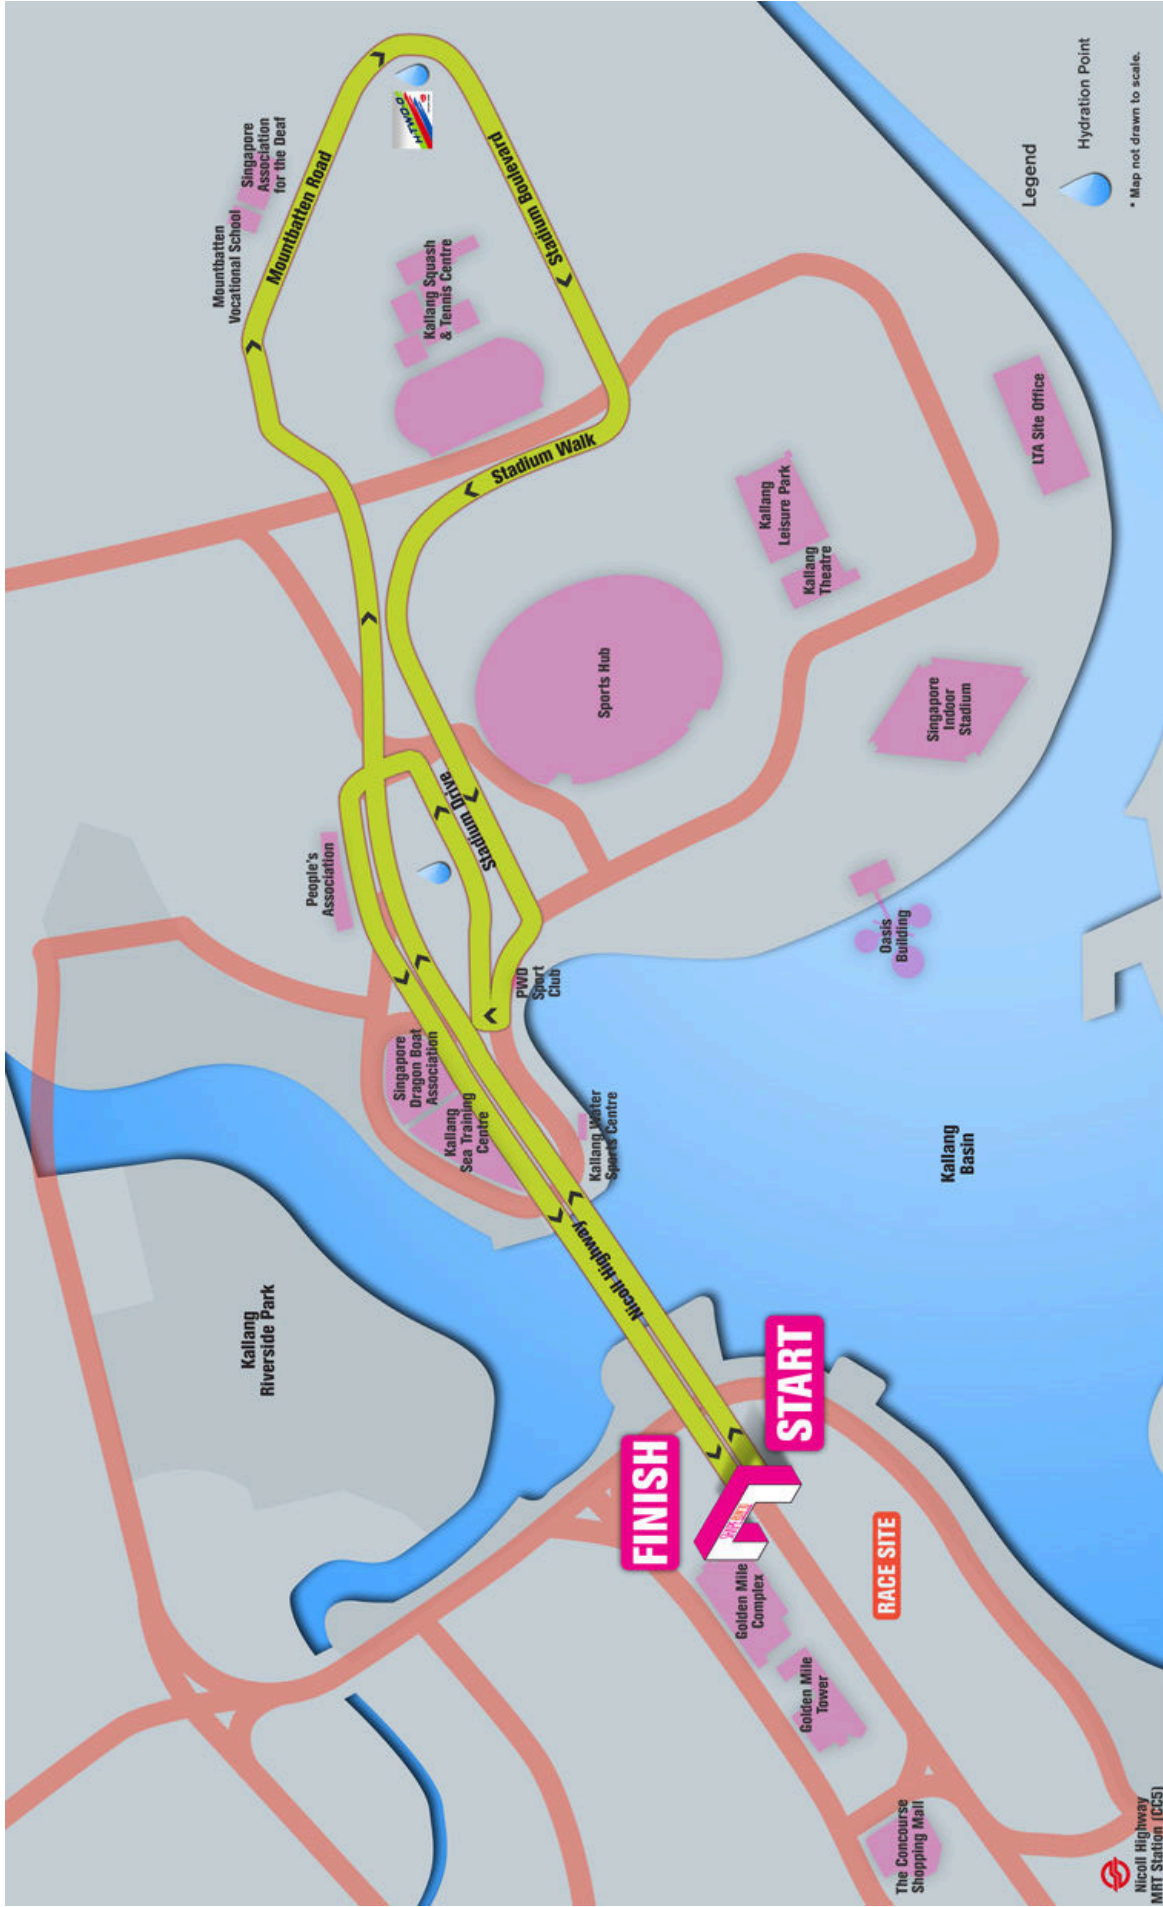 Singapore
Association
for the Deaf
Mountbatten
Vocational School
Mountbatten Road
H-TWO-O
Stadium Boulevard
Kallang Squash
& Tennis Centre
Stadium Walk
Legend
Hydration Point
* Map not drawn to scale.
LTA Site Office
Kallang
Leisure Park
Kallang
Theatre
Sports Hub
Singapore
Indoor
Stadium
Stadium Drive
People's
Association
Oasis
Building
PWD
Sport
Club
Singapore
Dragon Boat
Association
Kallang
Sea Training
Centre
Kallang Water
Sports Centre
Kallang
Basin
Nicoll Highway
Kallang
Riverside Park
START
FINISH
RACE SITE
Golden Mile
Complex
Golden Mile
Tower
The Concourse
Shopping Mall
Nicoll Highway
MRT Station (CC5)